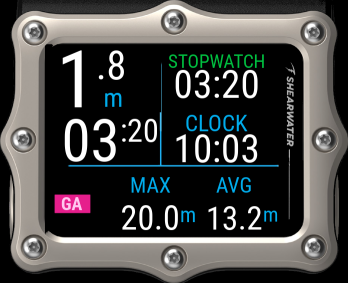 1.8
m
STOPWATCH
03:20
03:20
CLOCK
10:03
MAX
AVG
GA
20.0m
13.2m
SHEARWATER